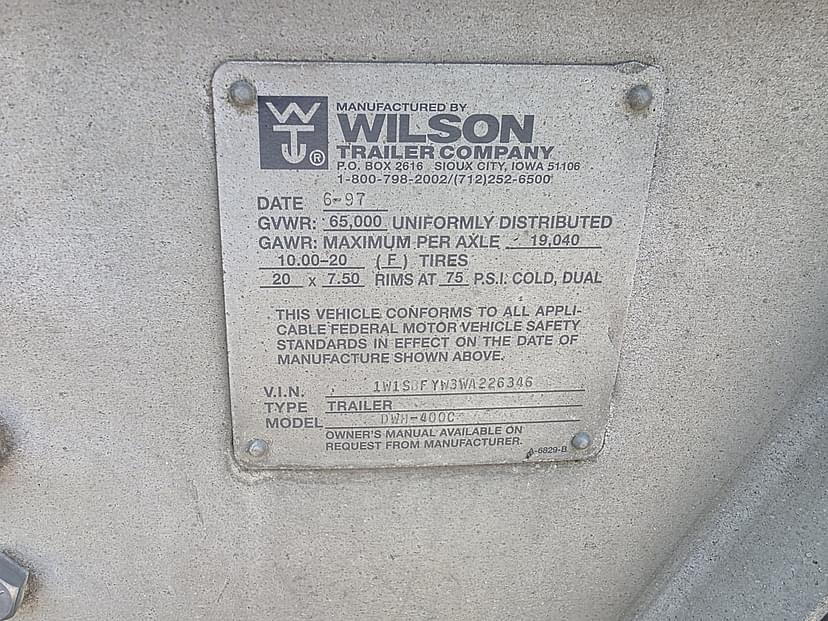 WTJ®
MANUFACTURED BY
WILSON
TRAILER COMPANY
P.O. BOX 2616 SIOUX CITY, IOWA 51106
1-800-798-2002/(712)252-6500
DATE 6-97
GVWR: 65,000 UNIFORMLY DISTRIBUTED
GAWR: MAXIMUM PER AXLE 19,040
10.00-20 (F) TIRES
20 x 7.50 RIMS AT 75 P.S.I. COLD, DUAL
THIS VEHICLE CONFORMS TO ALL APPLI-
CABLE FEDERAL MOTOR VEHICLE SAFETY
STANDARDS IN EFFECT ON THE DATE OF
MANUFACTURE SHOWN ABOVE.
V.I.N.
TYPE TRAILER
MODEL
OWNER'S MANUAL AVAILABLE ON
REQUEST FROM MANUFACTURER.